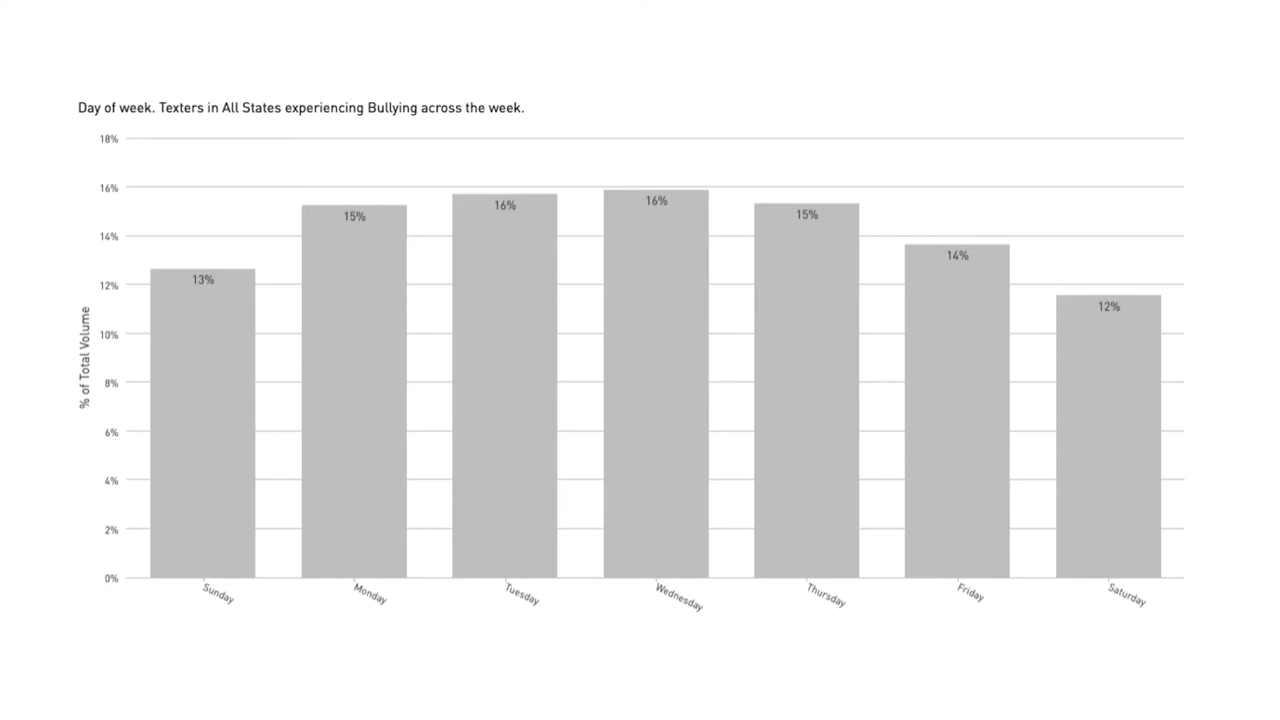 Day of week. Texters in All States experiencing Bullying across the week.
18%
16%
14%
12%
10%
8%
6%
4%
2%
0%
% of Total Volume
13%
15%
16%
16%
15%
14%
12%
Sunday
Monday
Tuesday
Wednesday
Thursday
Friday
Saturday